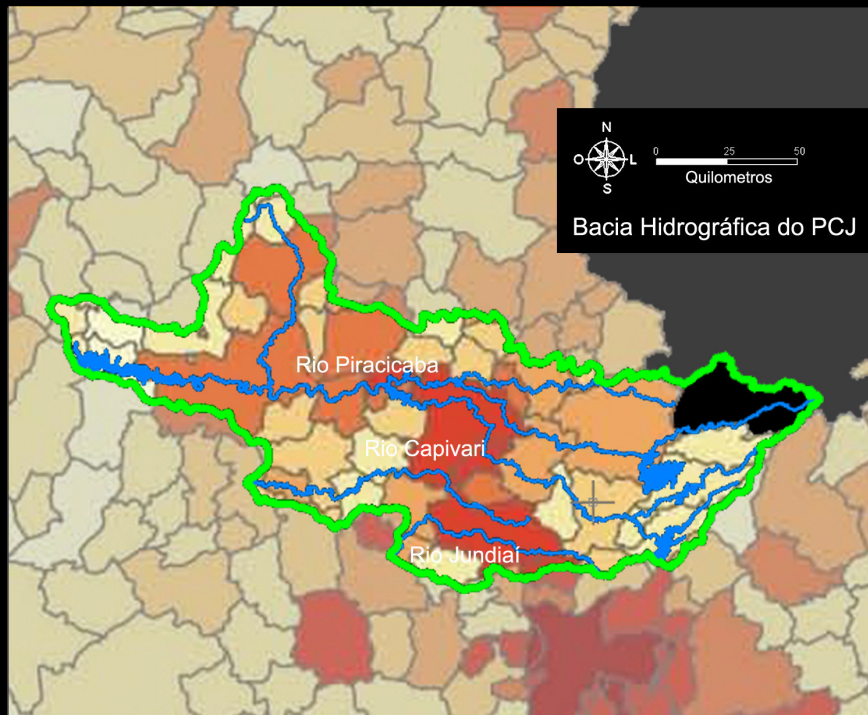 N
O L
S
0 25 50
Quilometros
Bacia Hidrográfica do PCJ
Rio Piracicaba
Rio Capivari
Rio Jundiaí